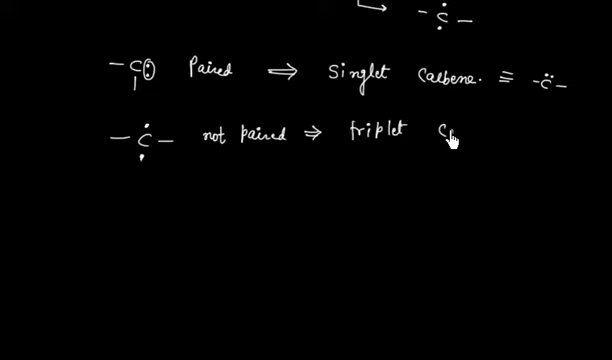 - Ċ. -
- C: Paired ⇒ Singlet Carbene. ≡ - C̈ -
- Ċ. - not paired ⇒ triplet C